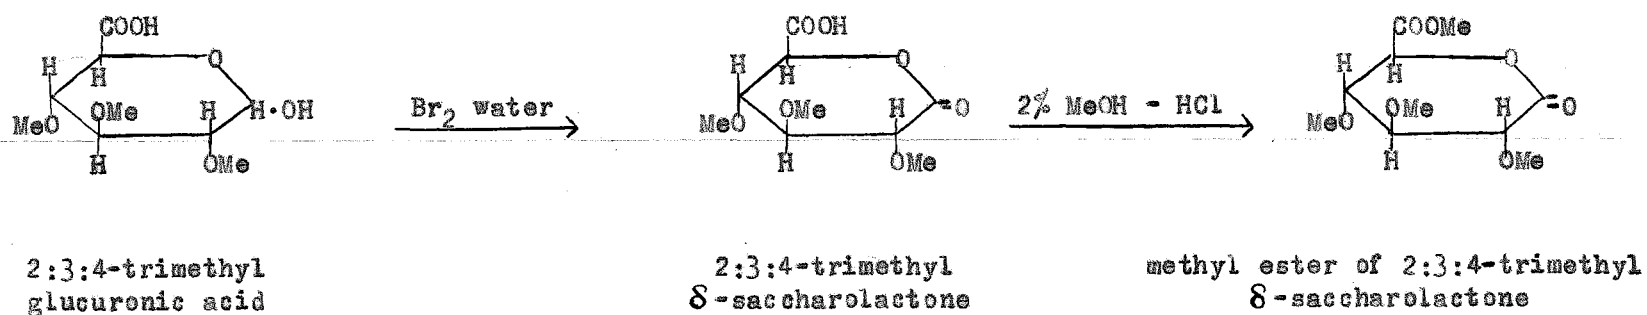 COOH
H
O
H
OMe
H
H·OH
MeO
H
OMe
Br2 water
COOH
H
O
H
OMe
H
=O
MeO
H
OMe
2% MeOH - HCl
COOMe
H
O
H
OMe
H
=O
MeO
H
OMe
2:3:4-trimethyl
glucuronic acid
2:3:4-trimethyl
δ-saccharolactone
methyl ester of 2:3:4-trimethyl
δ-saccharolactone